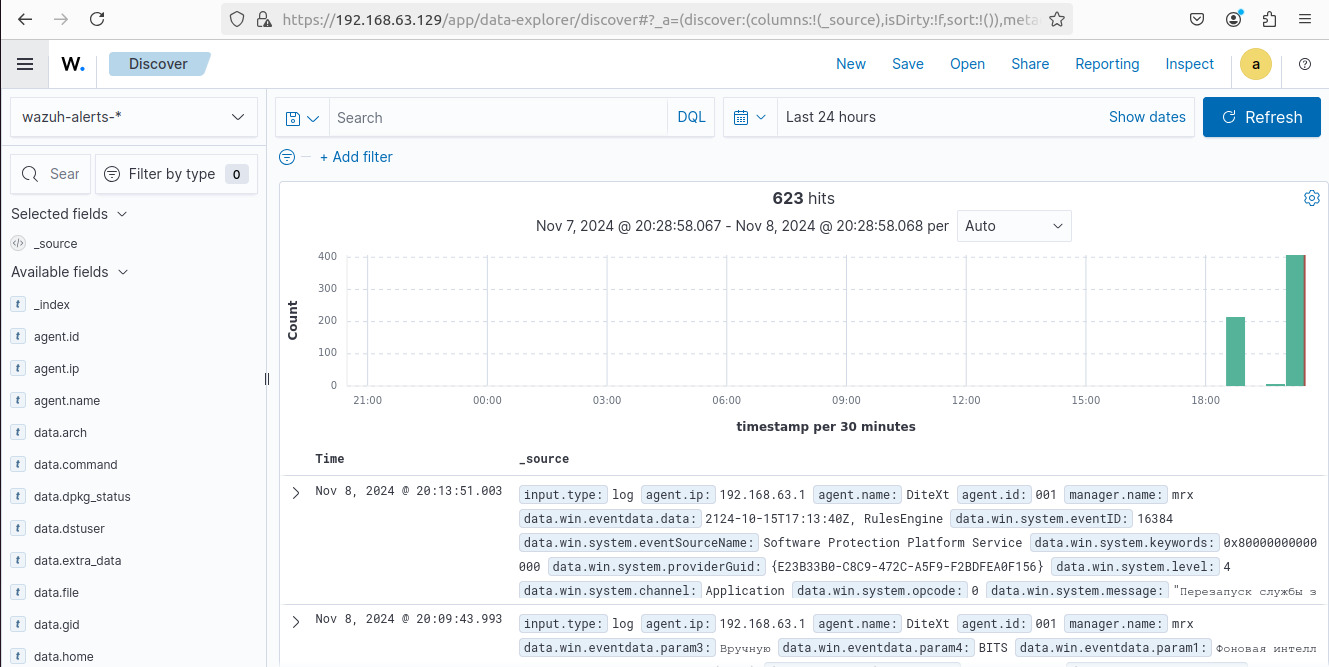 https://192.168.63.129/app/data-explorer/discover#?_a=(discover:(columns:!(_source),isDirty:!f,sort:!()),meta
W. Discover New Save Open Share Reporting Inspect a
wazuh-alerts-* Search DQL Last 24 hours Show dates Refresh
+ Add filter
Sear Filter by type 0
623 hits
Selected fields
Nov 7, 2024 @ 20:28:58.067 - Nov 8, 2024 @ 20:28:58.068 per Auto
_source
Available fields
_index
agent.id
agent.ip
agent.name
data.arch
data.command
data.dpkg_status
data.dstuser
data.extra_data
data.file
data.gid
data.home
Count
400
300
200
100
0
21:00 00:00 03:00 06:00 09:00 12:00 15:00 18:00
timestamp per 30 minutes
Time _source
Nov 8, 2024 @ 20:13:51.003 input.type: log agent.ip: 192.168.63.1 agent.name: DiteXt agent.id: 001 manager.name: mrx
data.win.eventdata.data: 2124-10-15T17:13:40Z, RulesEngine data.win.system.eventID: 16384
data.win.system.eventSourceName: Software Protection Platform Service data.win.system.keywords: 0x80000000000
000 data.win.system.providerGuid: {E23B33B0-C8C9-472C-A5F9-F2BDFEA0F156} data.win.system.level: 4
data.win.system.channel: Application data.win.system.opcode: 0 data.win.system.message: "Перезапуск службы з
Nov 8, 2024 @ 20:09:43.993 input.type: log agent.ip: 192.168.63.1 agent.name: DiteXt agent.id: 001 manager.name: mrx
data.win.eventdata.param3: Вручную data.win.eventdata.param4: BITS data.win.eventdata.param1: Фоновая интелл